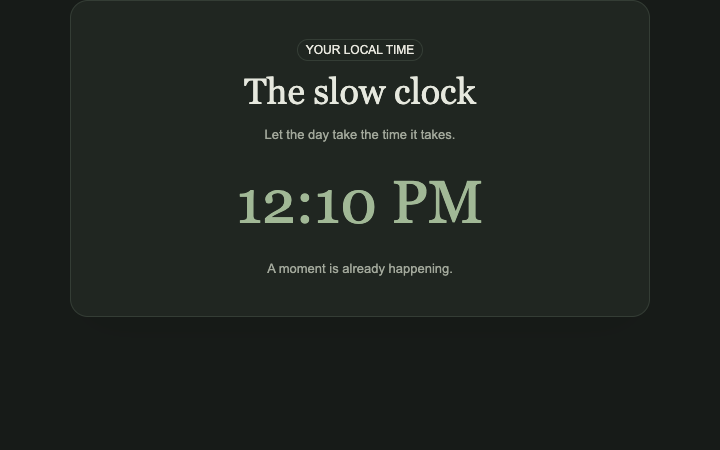 YOUR LOCAL TIME
The slow clock
Let the day take the time it takes.
12:10 PM
A moment is already happening.